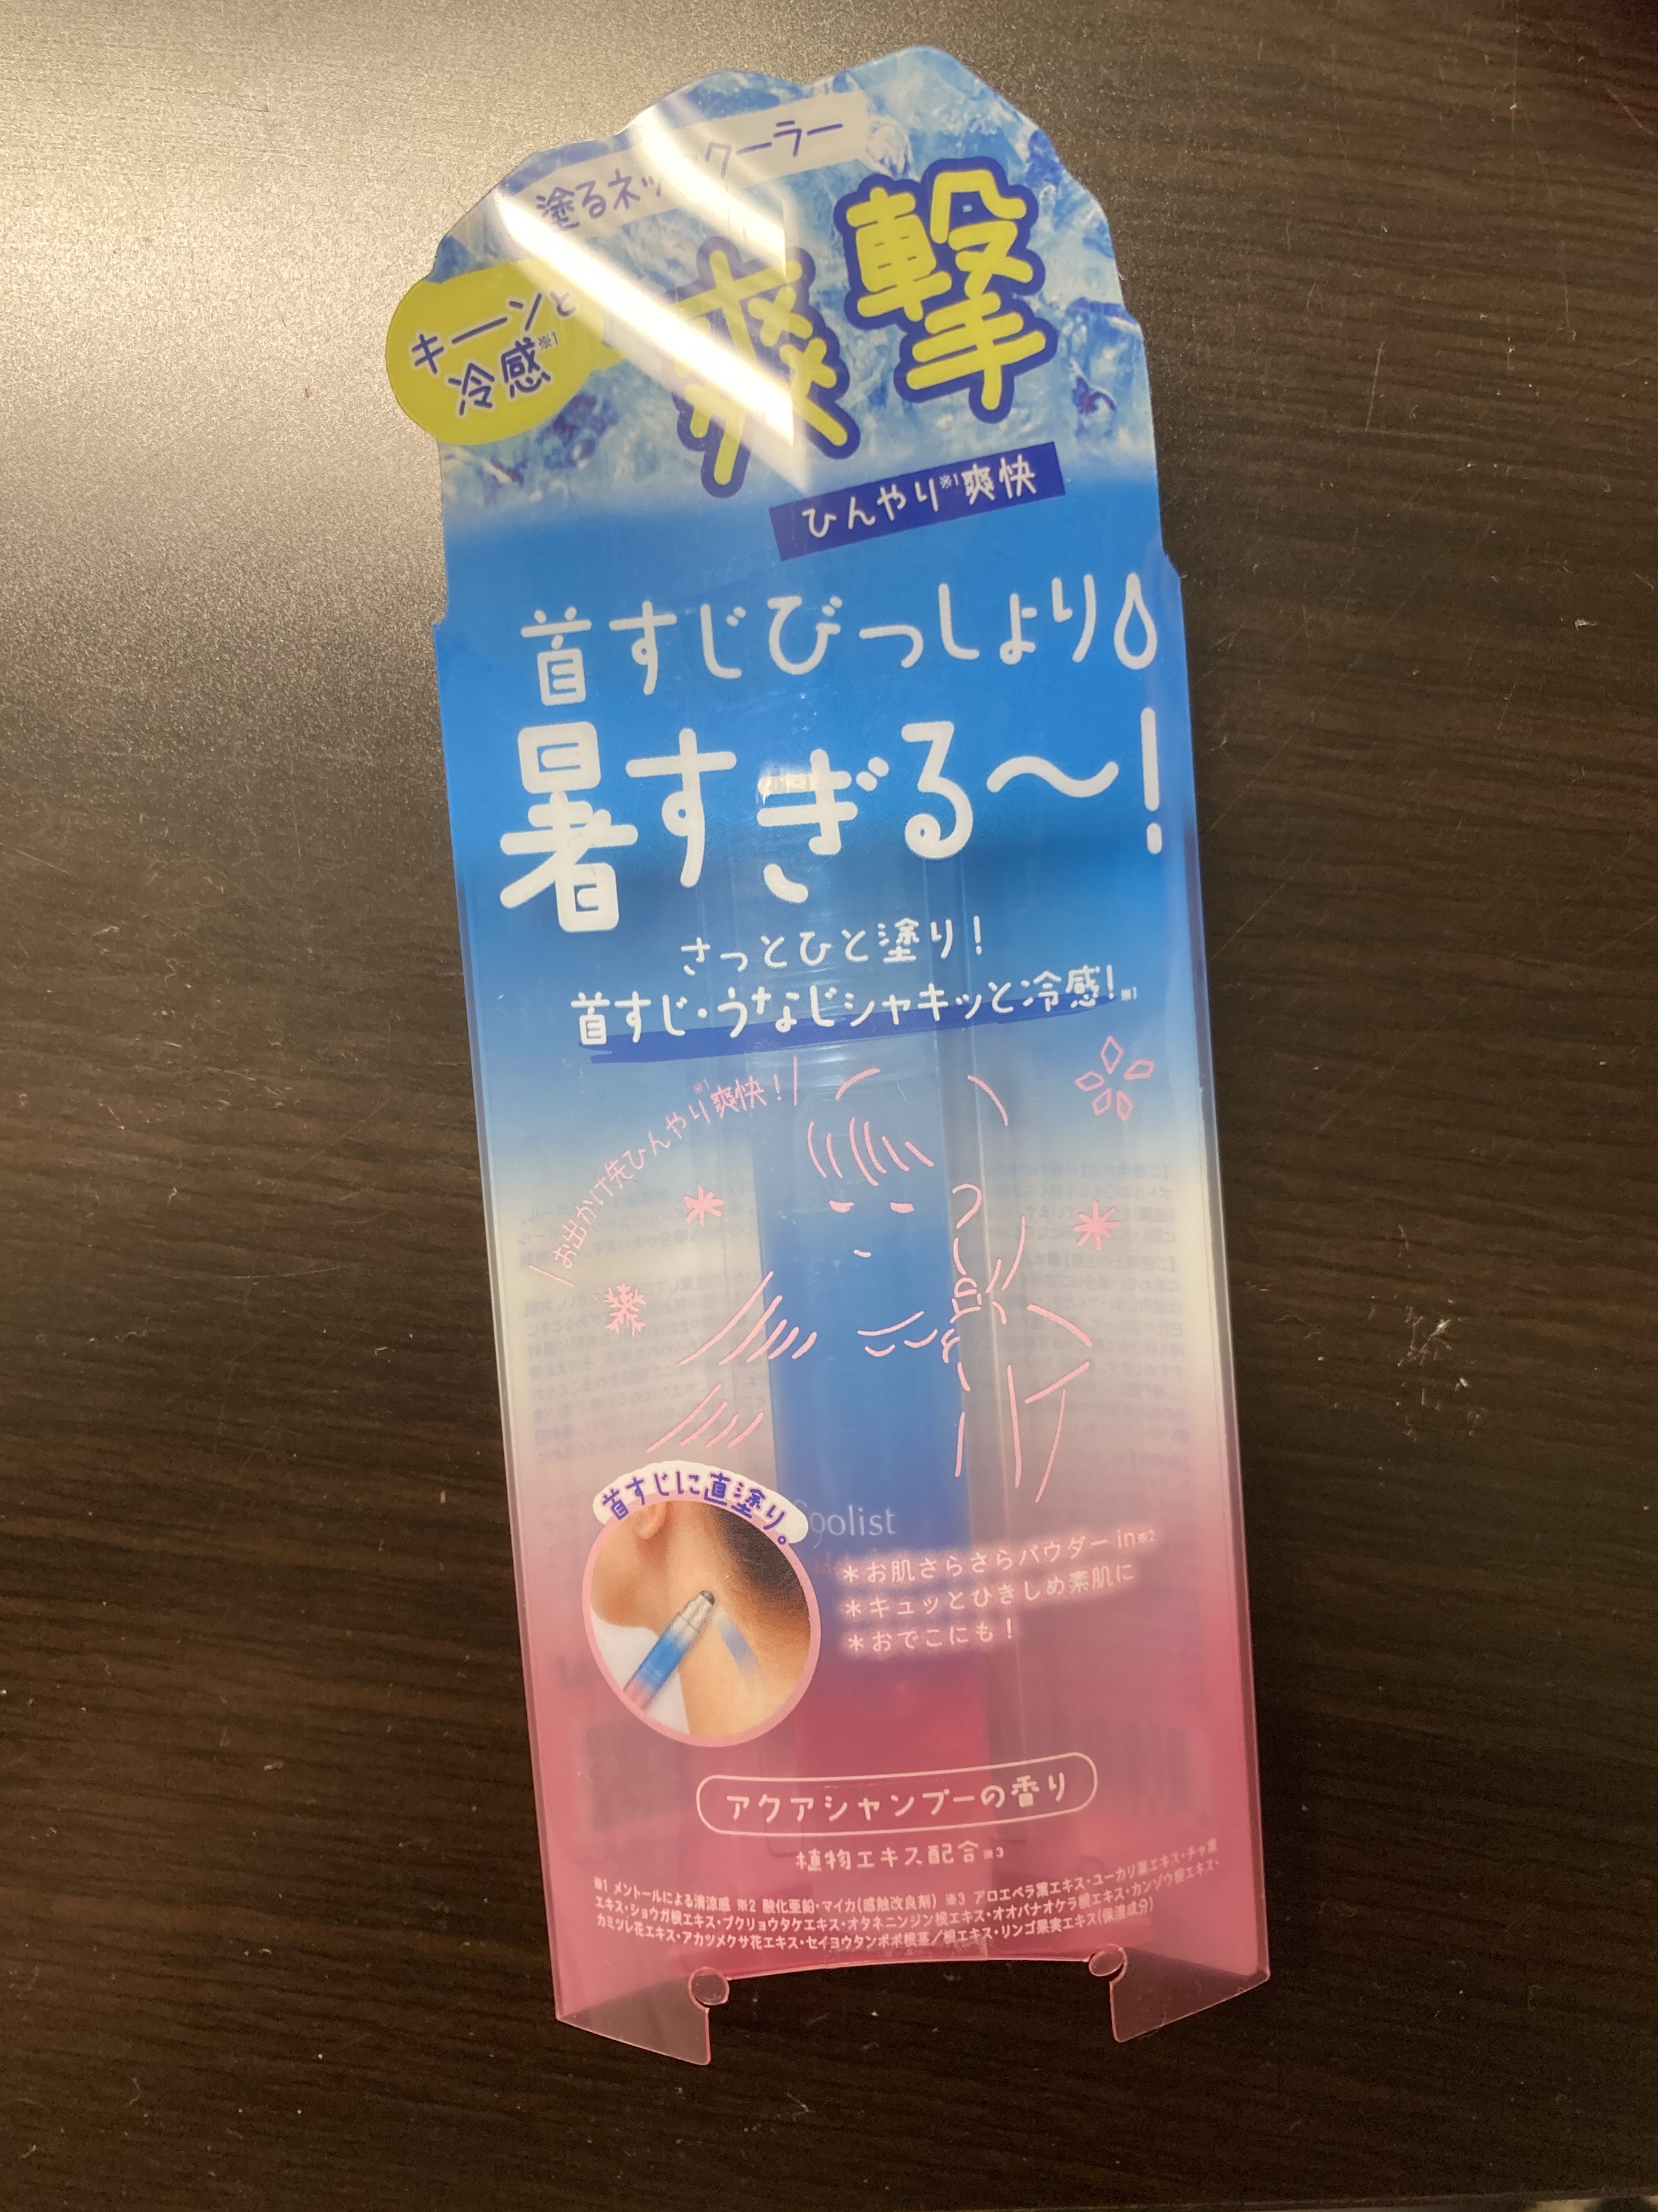 塗るネッククーラー
キーンと
冷感※1
爽撃
ひんやり※1爽快
首すじびっしょり
暑すぎる〜!
さっとひと塗り!
首すじ・うなじシャキッと冷感!※1
\お出かけ先ひんやり※1爽快!/
首すじに直塗り。
oolist
*お肌さらさらパウダーin※2
*キュッとひきしめ素肌に
*おでこにも!
アクアシャンプーの香り
植物エキス配合※3
※1 メントールによる清涼感 ※2 酸化亜鉛・マイカ(感触改良剤) ※3 アロエベラ葉エキス・ユーカリ葉エキス・チャ葉
エキス・ショウガ根エキス・ブクリョウタケエキス・オタネニンジン根エキス・オオバナオケラ根エキス・カンゾウ根エキス・
カミツレ花エキス・アカツメクサ花エキス・セイヨウタンポポ根茎/根エキス・リンゴ果実エキス(保湿成分)